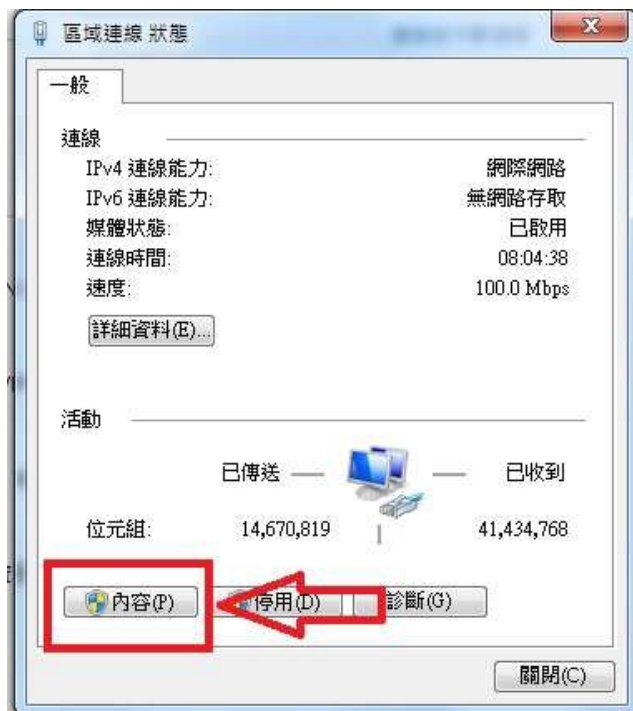 區域連線 狀態
一般
連線
IPv4 連線能力: 網際網路
IPv6 連線能力: 無網路存取
媒體狀態: 已啟用
連線時間: 08:04:38
速度: 100.0 Mbps
詳細資料(E)...
活動
已傳送 已收到
位元組: 14,670,819 41,434,768
內容(P) 停用(D) 診斷(G)
關閉(C)